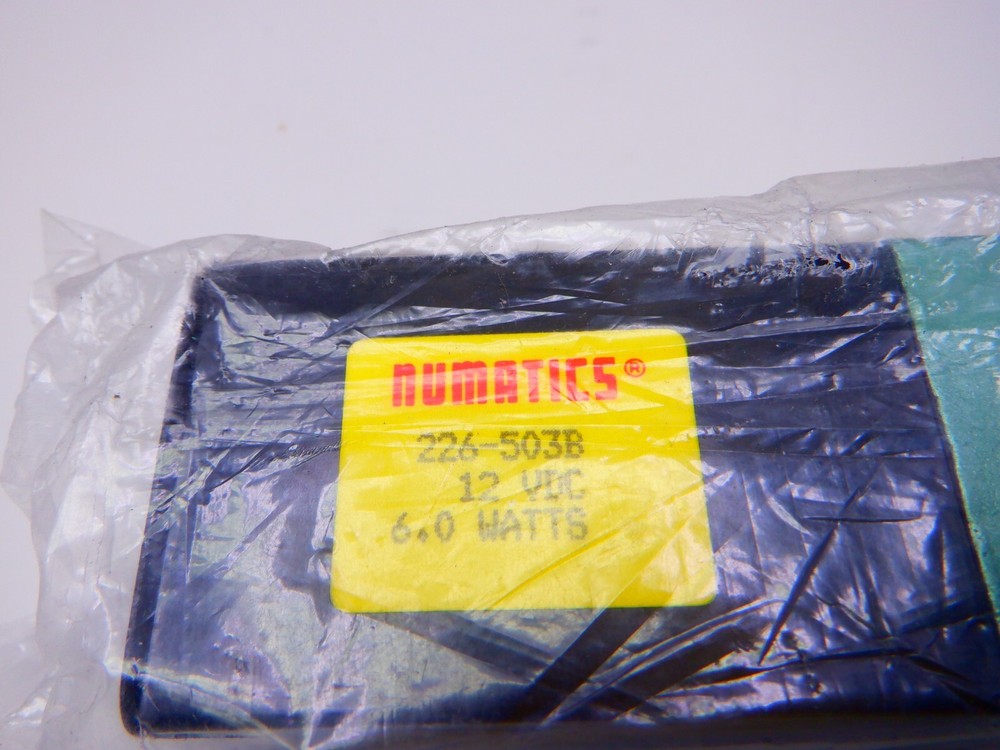 NUMATICS®
226-503B
12 VDC
6.0 WATTS